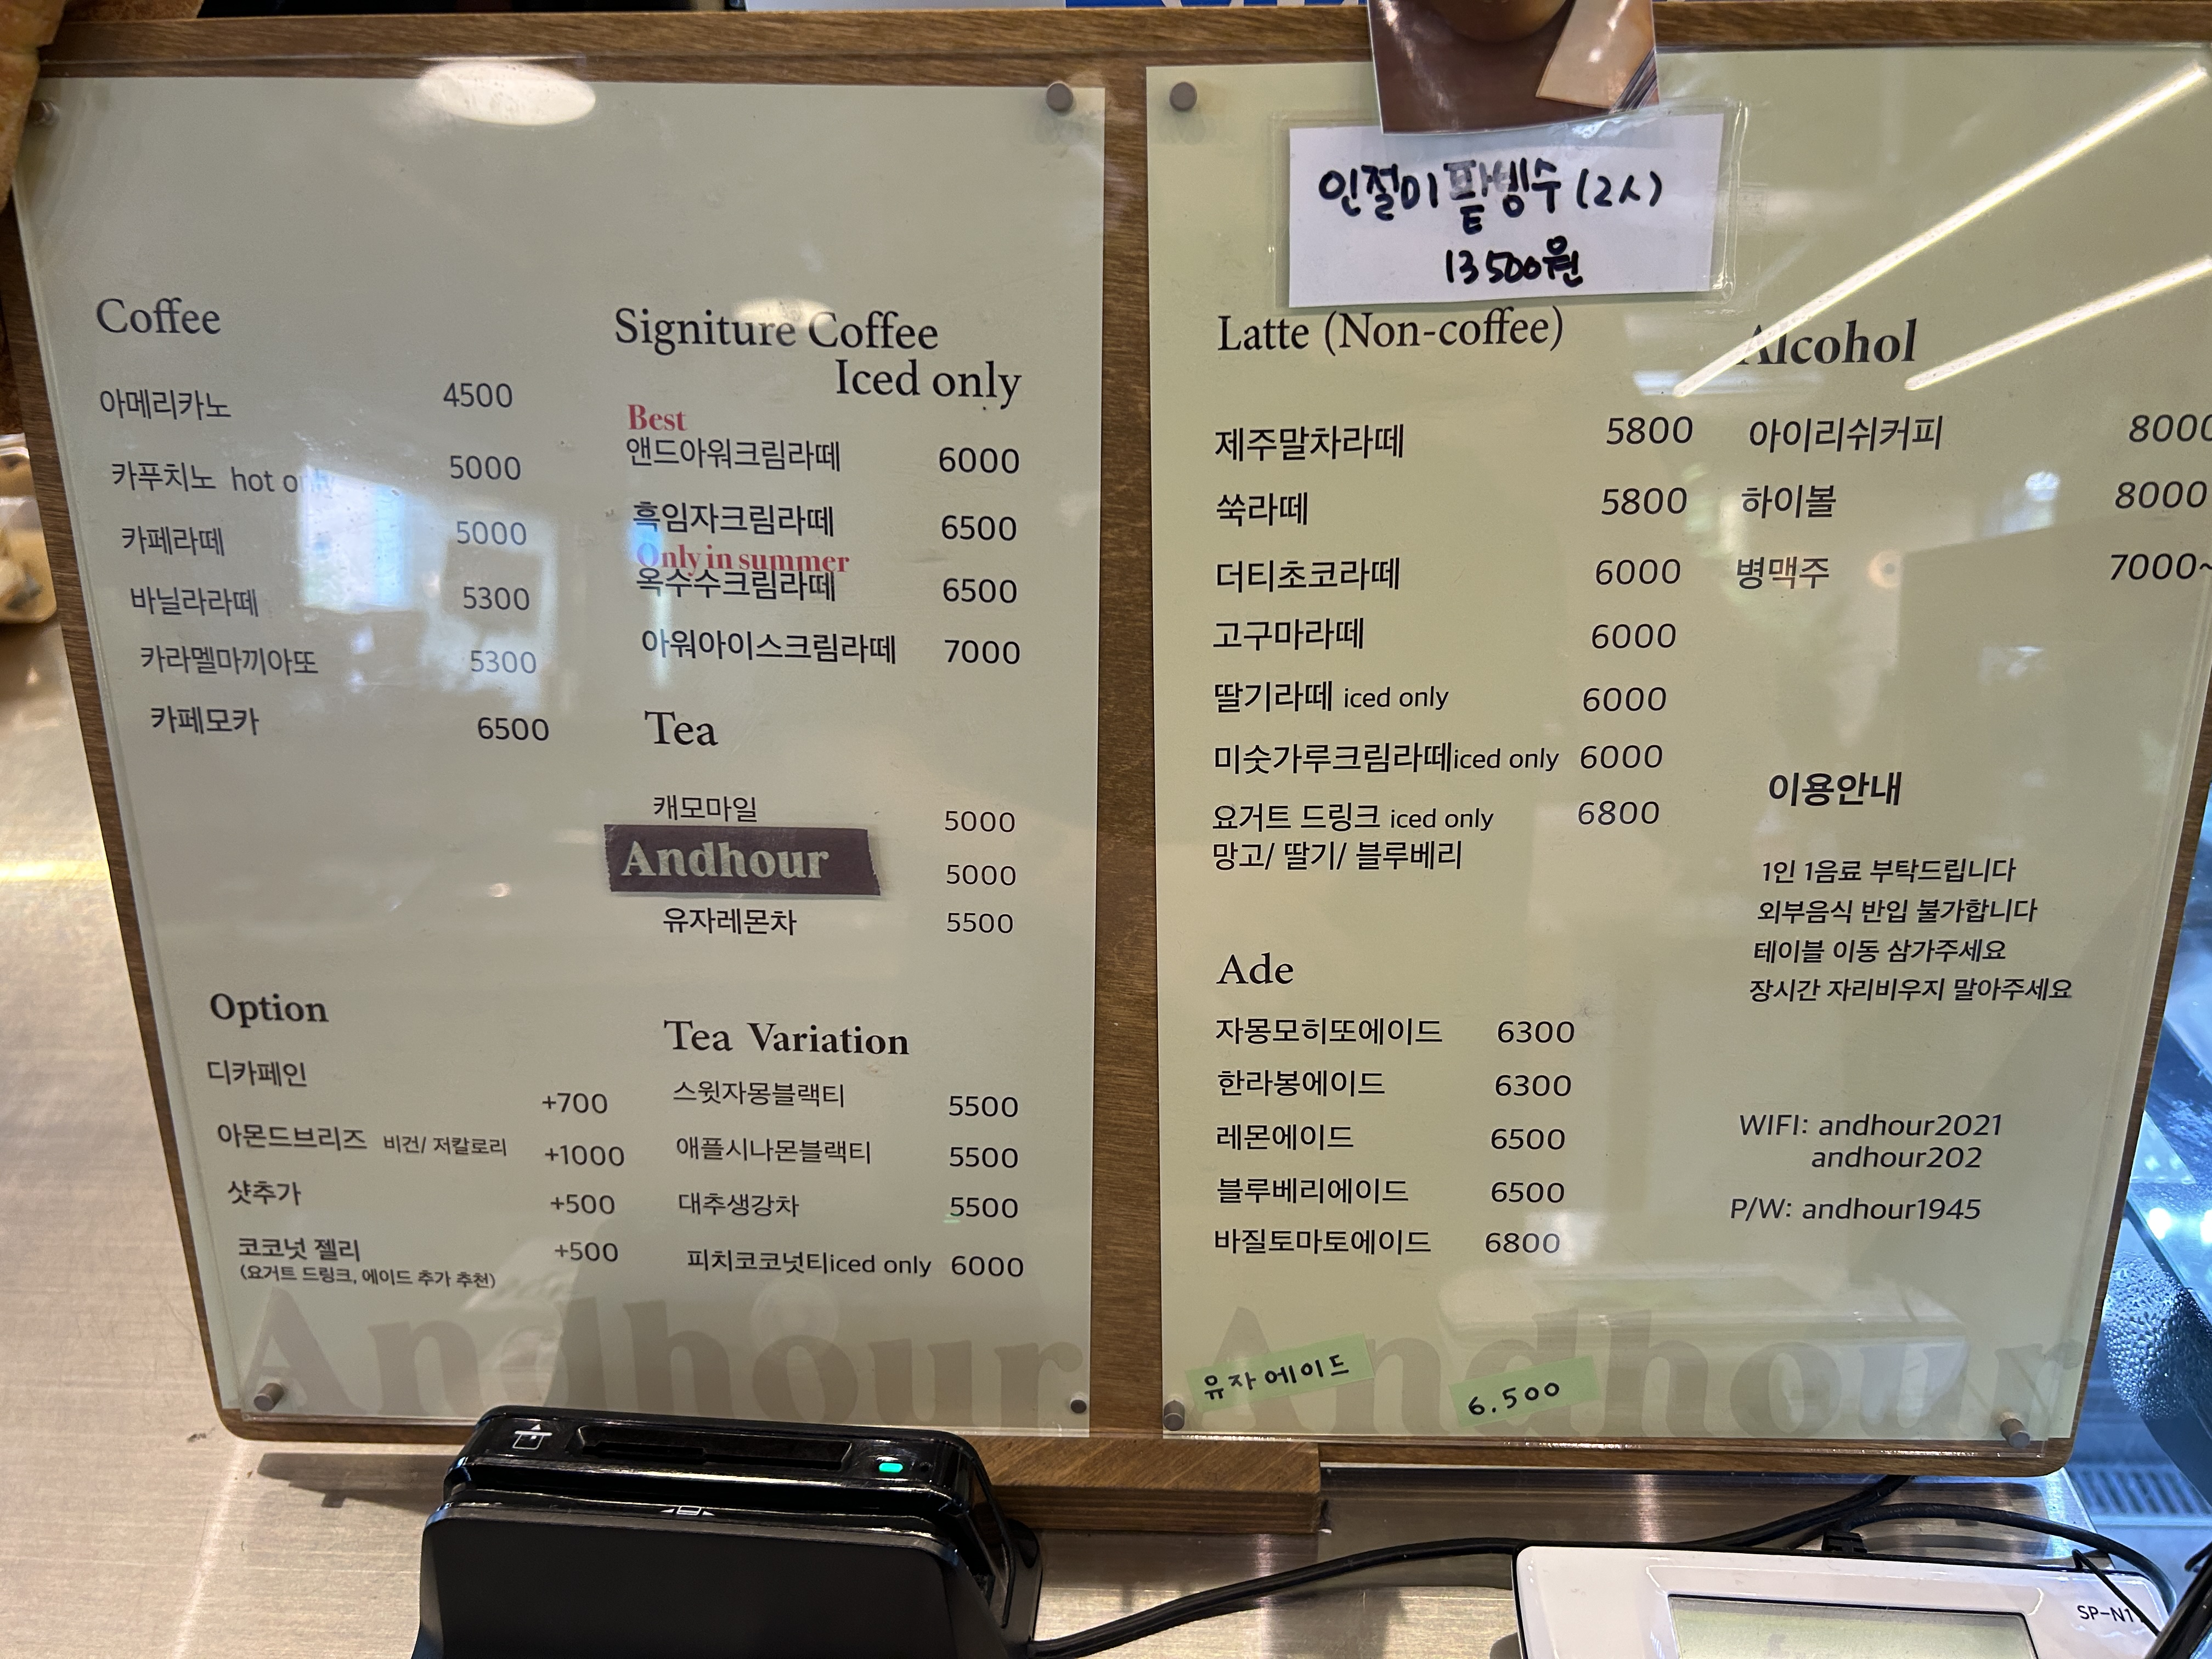 Coffee
아메리카노 4500
카푸치노 hot only 5000
카페라떼 5000
바닐라라떼 5300
카라멜마끼아또 5300
카페모카 6500
Option
디카페인 +700
아몬드브리즈 비건/ 저칼로리 +1000
샷추가 +500
코코넛 젤리 +500
(요거트 드링크, 에이드 추가 추천)
Signiture Coffee
Iced only
Best
앤드아워크림라떼 6000
흑임자크림라떼 6500
Only in summer
옥수수크림라떼 6500
아워아이스크림라떼 7000
Tea
캐모마일 5000
Andhour 5000
유자레몬차 5500
Tea Variation
스윗자몽블랙티 5500
애플시나몬블랙티 5500
대추생강차 5500
피치코코넛티iced only 6000
Andhour
인절미팥빙수(2人)
13500원
Latte (Non-coffee)
제주말차라떼 5800
쑥라떼 5800
더티초코라떼 6000
고구마라떼 6000
딸기라떼 iced only 6000
미숫가루크림라떼iced only 6000
요거트 드링크 iced only 6800
망고/ 딸기/ 블루베리
Ade
자몽모히또에이드 6300
한라봉에이드 6300
레몬에이드 6500
블루베리에이드 6500
바질토마토에이드 6800
유자에이드 6.500
Alcohol
아이리쉬커피 8000
하이볼 8000
병맥주 7000~
이용안내
1인 1음료 부탁드립니다
외부음식 반입 불가합니다
테이블 이동 삼가주세요
장시간 자리비우지 말아주세요
WIFI: andhour2021
andhour202
P/W: andhour1945
Andhour